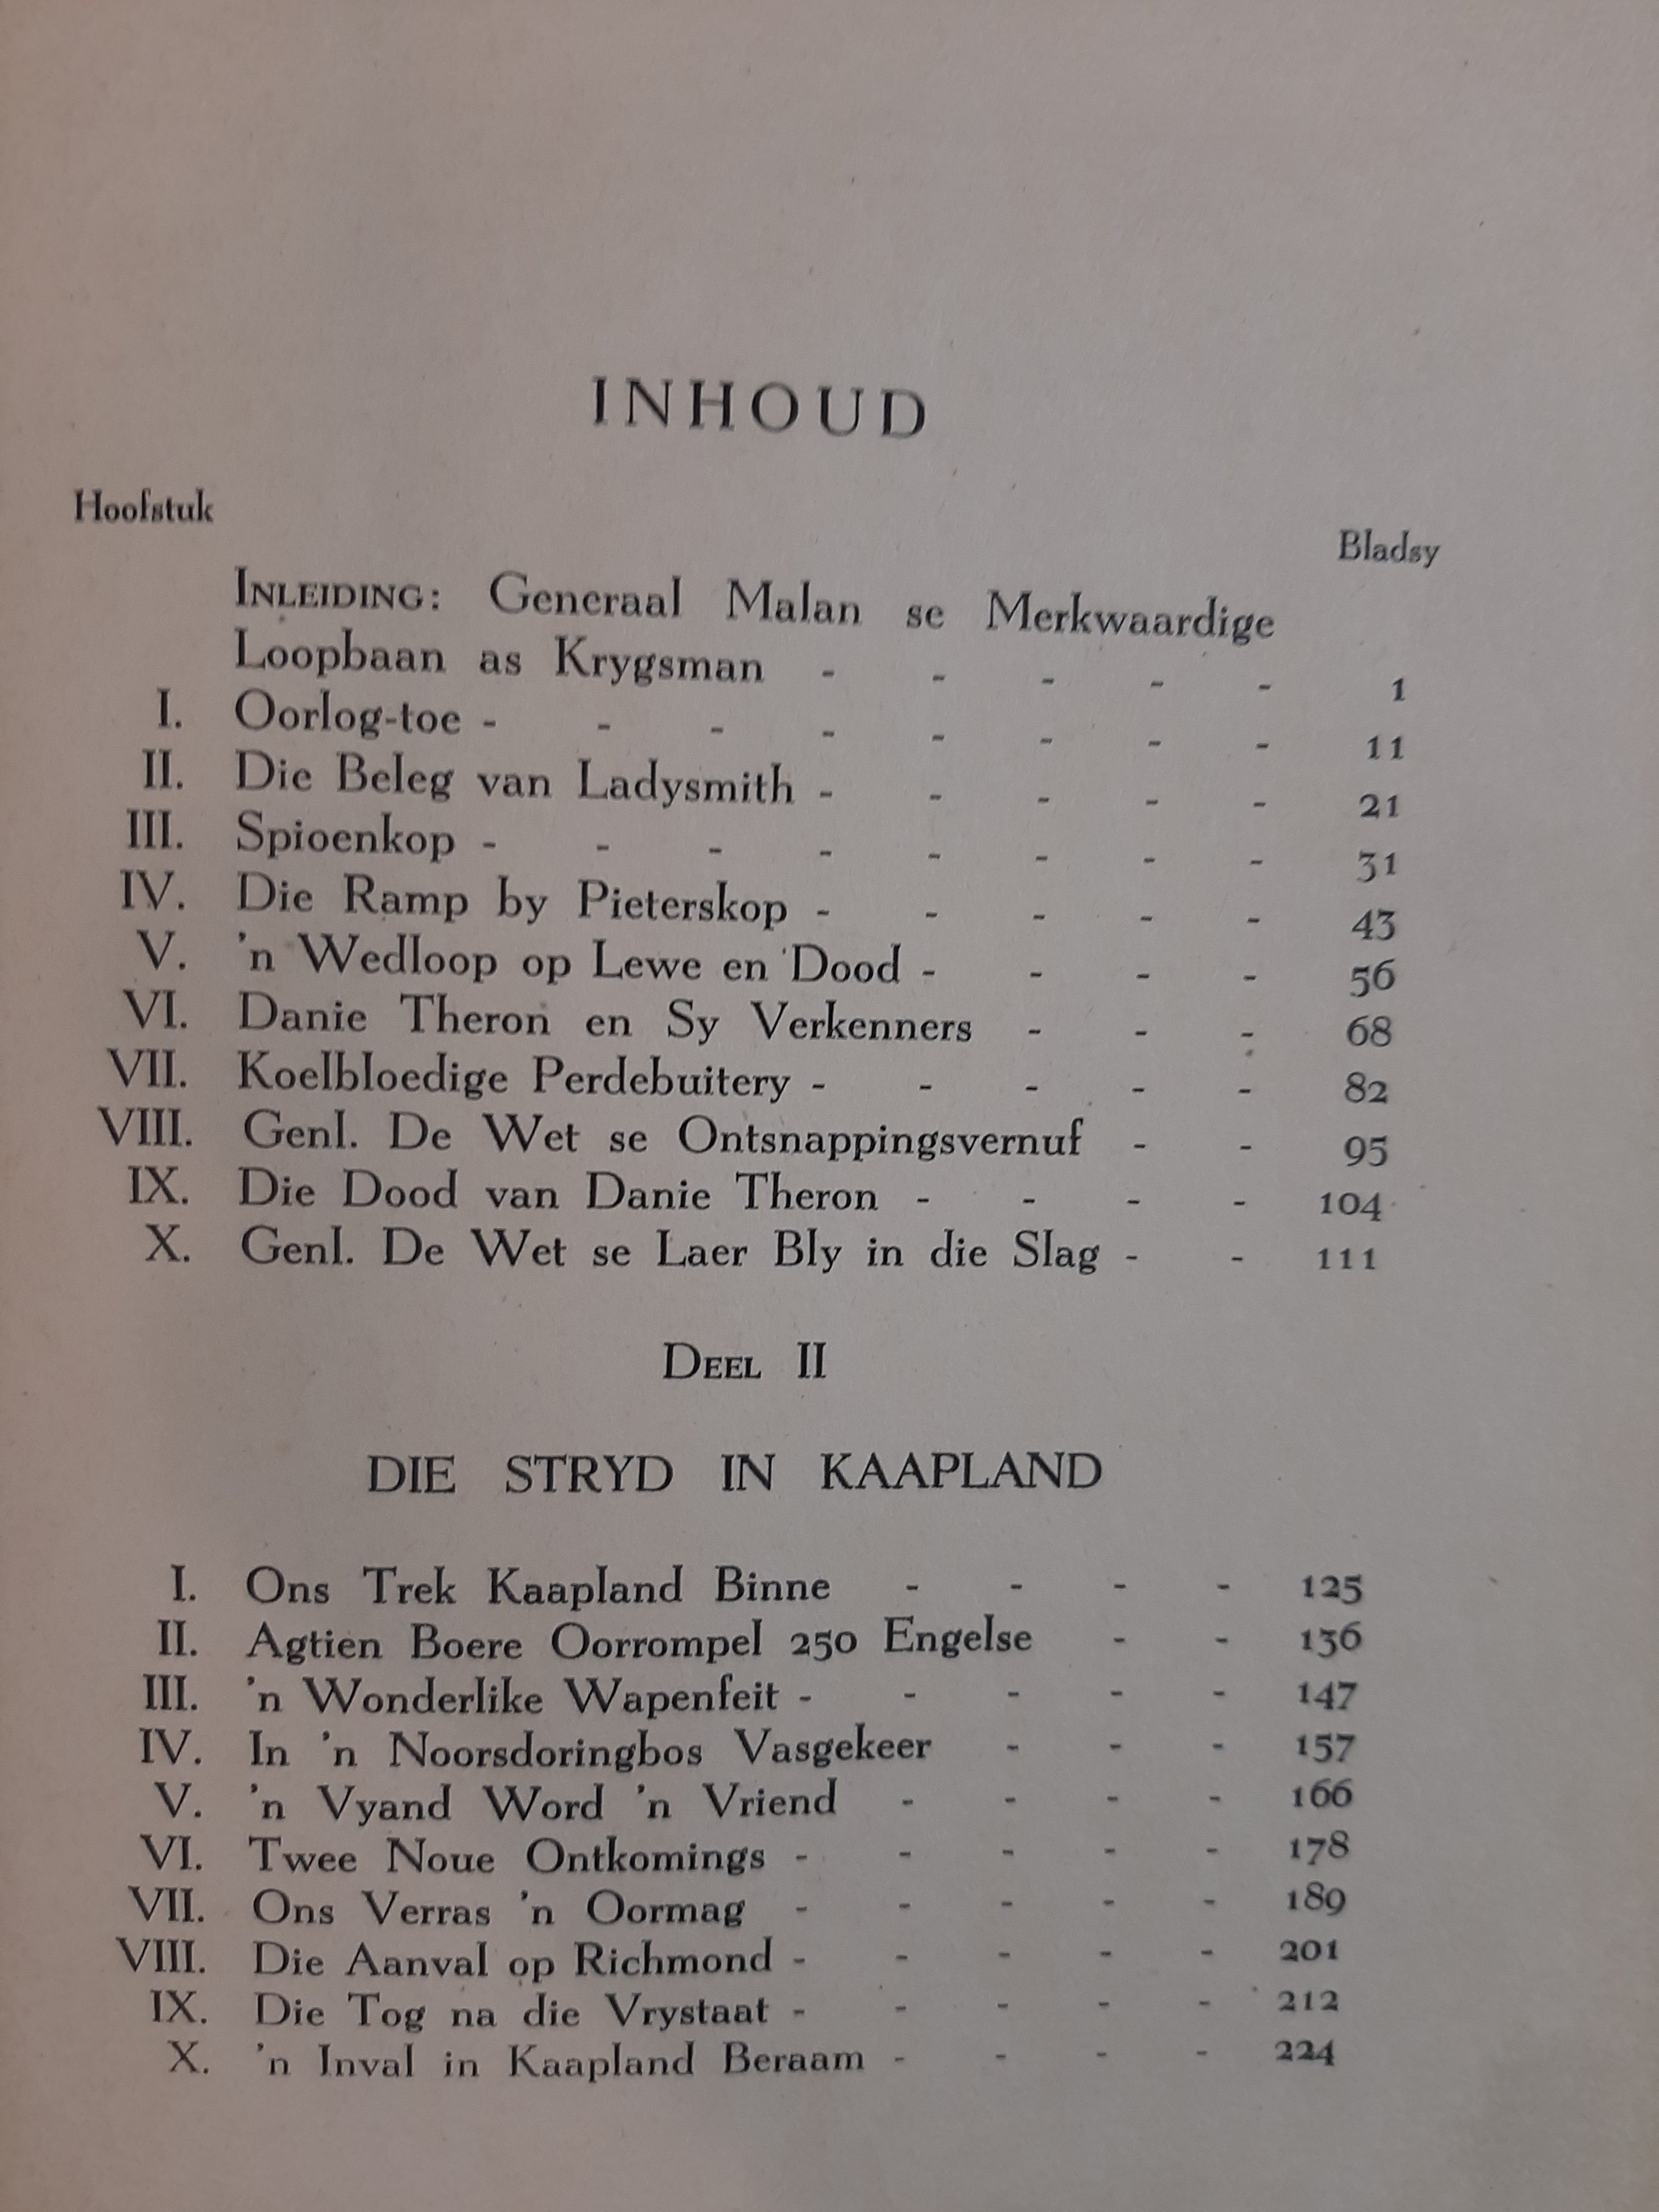 INHOUD
Hoofstuk
Bladsy
INLEIDING: Generaal Malan se Merkwaardige
Loopbaan as Krygsman - - - - - 1
I. Oorlog-toe - - - - - - - - 11
II. Die Beleg van Ladysmith - - - - - 21
III. Spioenkop - - - - - - - - 31
IV. Die Ramp by Pieterskop - - - - - 43
V. 'n Wedloop op Lewe en Dood - - - - 56
VI. Danie Theron en Sy Verkenners - - - 68
VII. Koelbloedige Perdebuitery - - - - - 82
VIII. Genl. De Wet se Ontsnappingsvernuf - - 95
IX. Die Dood van Danie Theron - - - - 104
X. Genl. De Wet se Laer Bly in die Slag - - 111
DEEL II
DIE STRYD IN KAAPLAND
I. Ons Trek Kaapland Binne - - - - 125
II. Agtien Boere Oorrompel 250 Engelse - - 136
III. 'n Wonderlike Wapenfeit - - - - - 147
IV. In 'n Noorsdoringbos Vasgekeer - - - 157
V. 'n Vyand Word 'n Vriend - - - - 166
VI. Twee Noue Ontkomings - - - - - 178
VII. Ons Verras 'n Oormag - - - - - 189
VIII. Die Aanval op Richmond - - - - - 201
IX. Die Tog na die Vrystaat - - - - - 212
X. 'n Inval in Kaapland Beraam - - - - 224